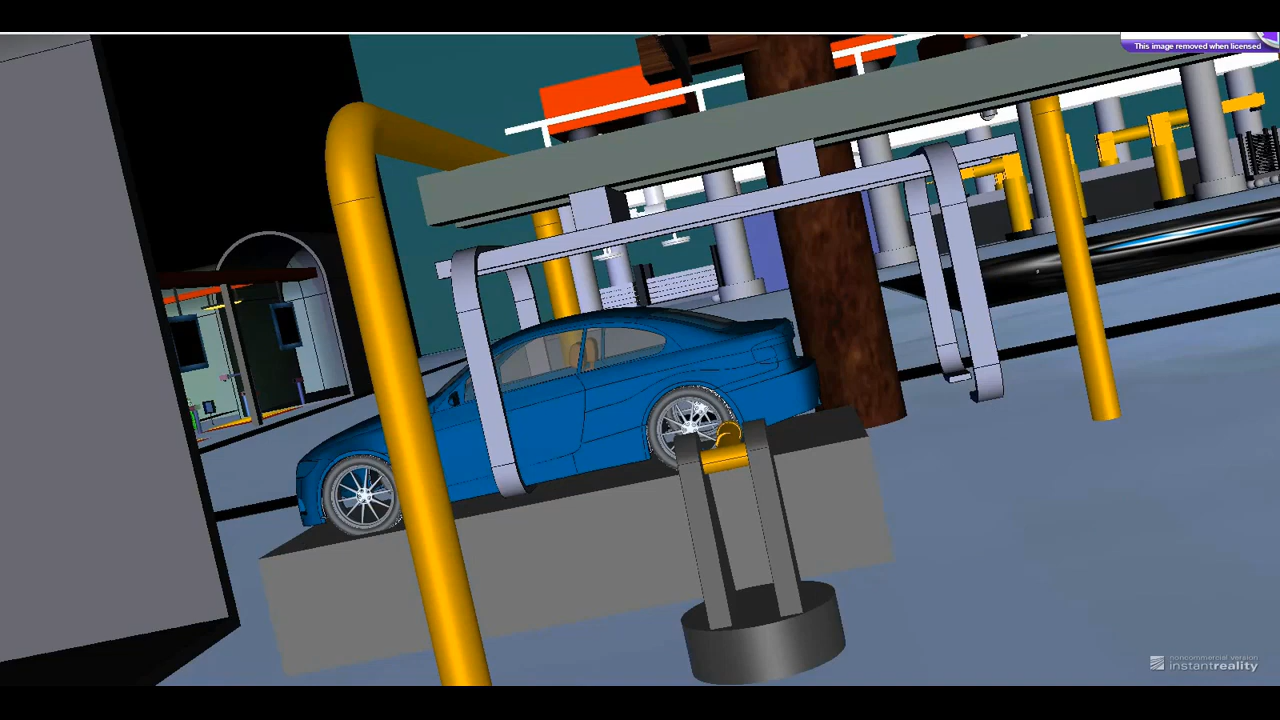 This image removed when licensed
noncommercial version
instantreality